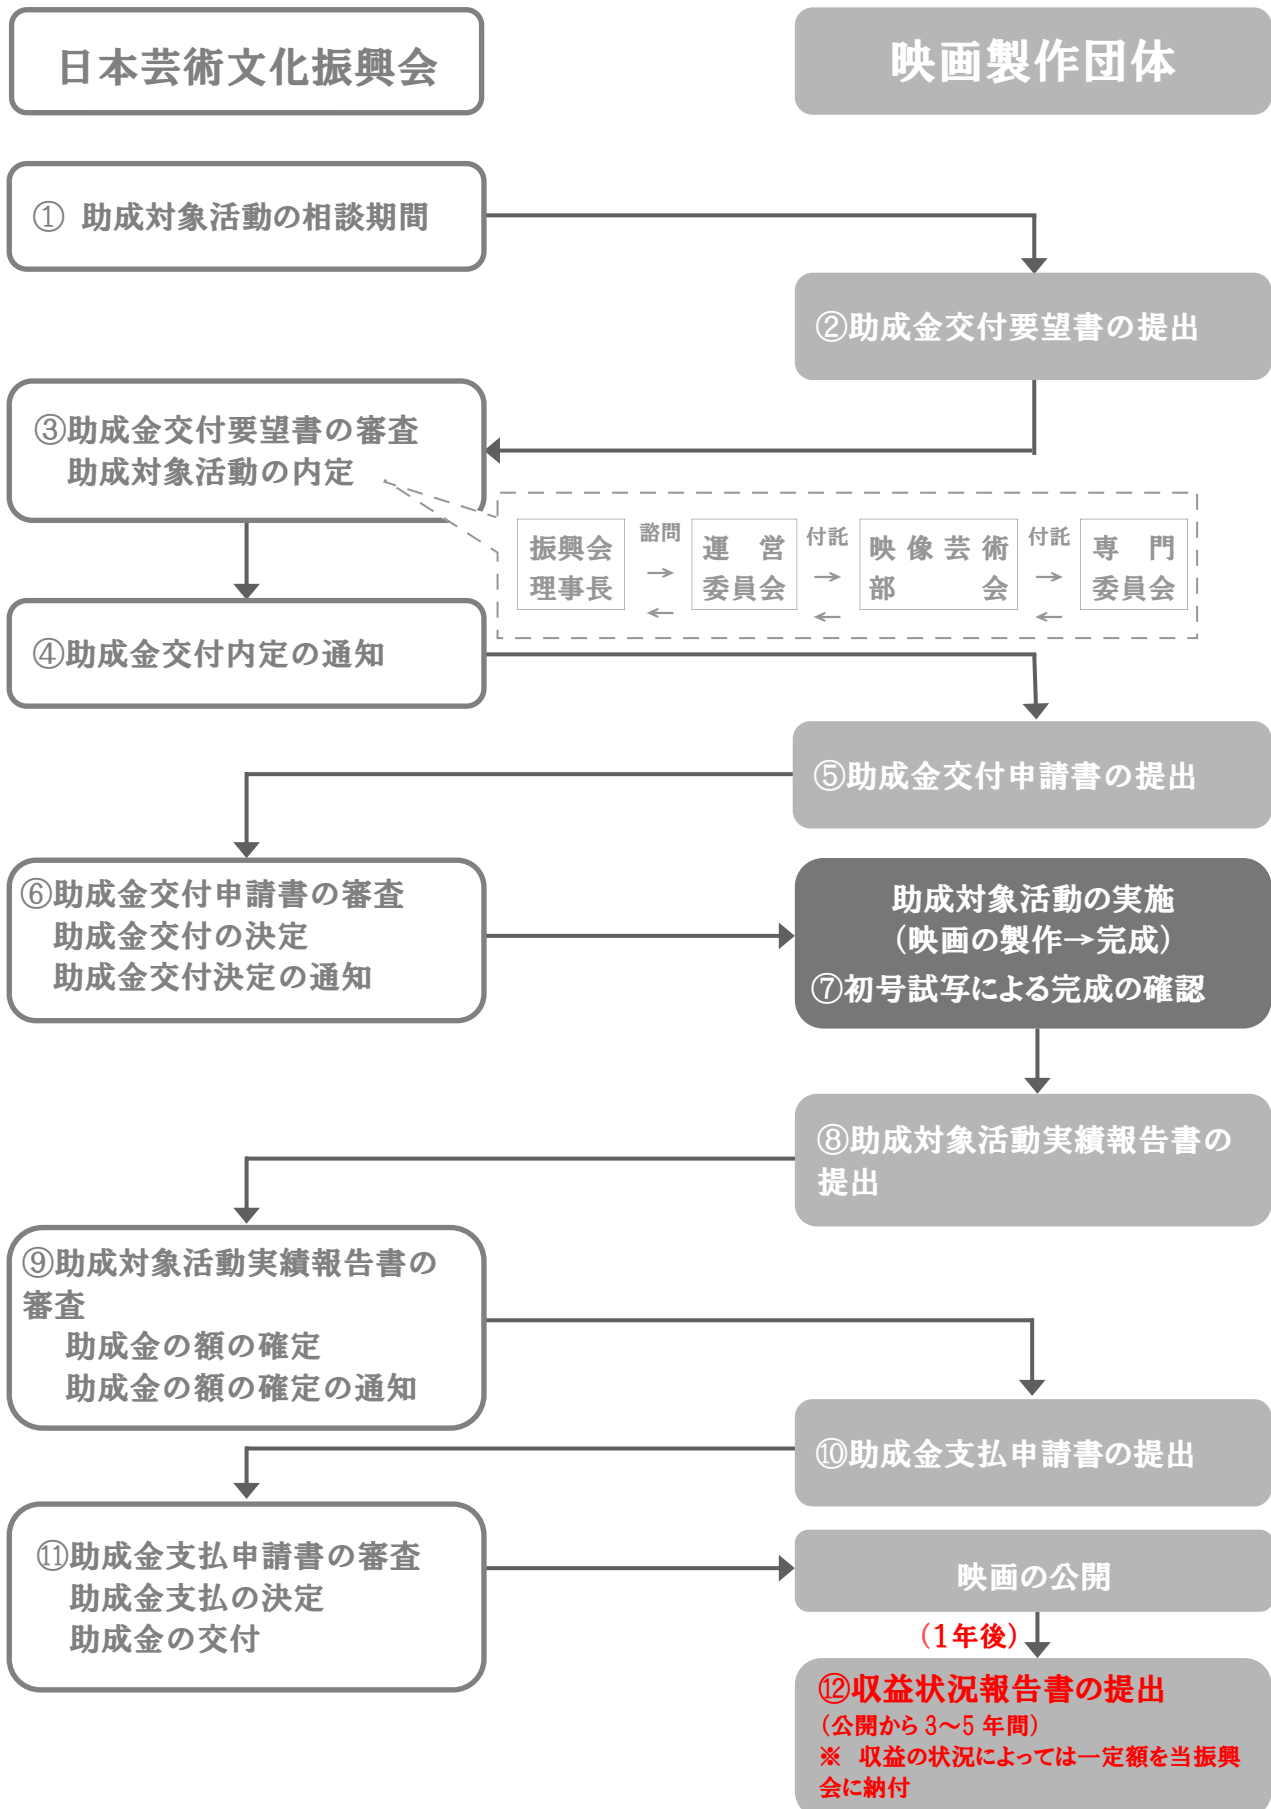 日本芸術文化振興会
映画製作団体
① 助成対象活動の相談期間
②助成金交付要望書の提出
③助成金交付要望書の審査
助成対象活動の内定
振興会
理事長
諮問
→
←
運営
委員会
付託
→
←
映像芸術
部会
付託
→
←
専門
委員会
④助成金交付内定の通知
⑤助成金交付申請書の提出
⑥助成金交付申請書の審査
助成金交付の決定
助成金交付決定の通知
助成対象活動の実施
（映画の製作→完成）
⑦初号試写による完成の確認
⑧助成対象活動実績報告書の
提出
⑨助成対象活動実績報告書の
審査
助成金の額の確定
助成金の額の確定の通知
⑩助成金支払申請書の提出
⑪助成金支払申請書の審査
助成金支払の決定
助成金の交付
映画の公開
（1年後）
⑫収益状況報告書の提出
（公開から3～5年間）
※ 収益の状況によっては一定額を当振興
会に納付